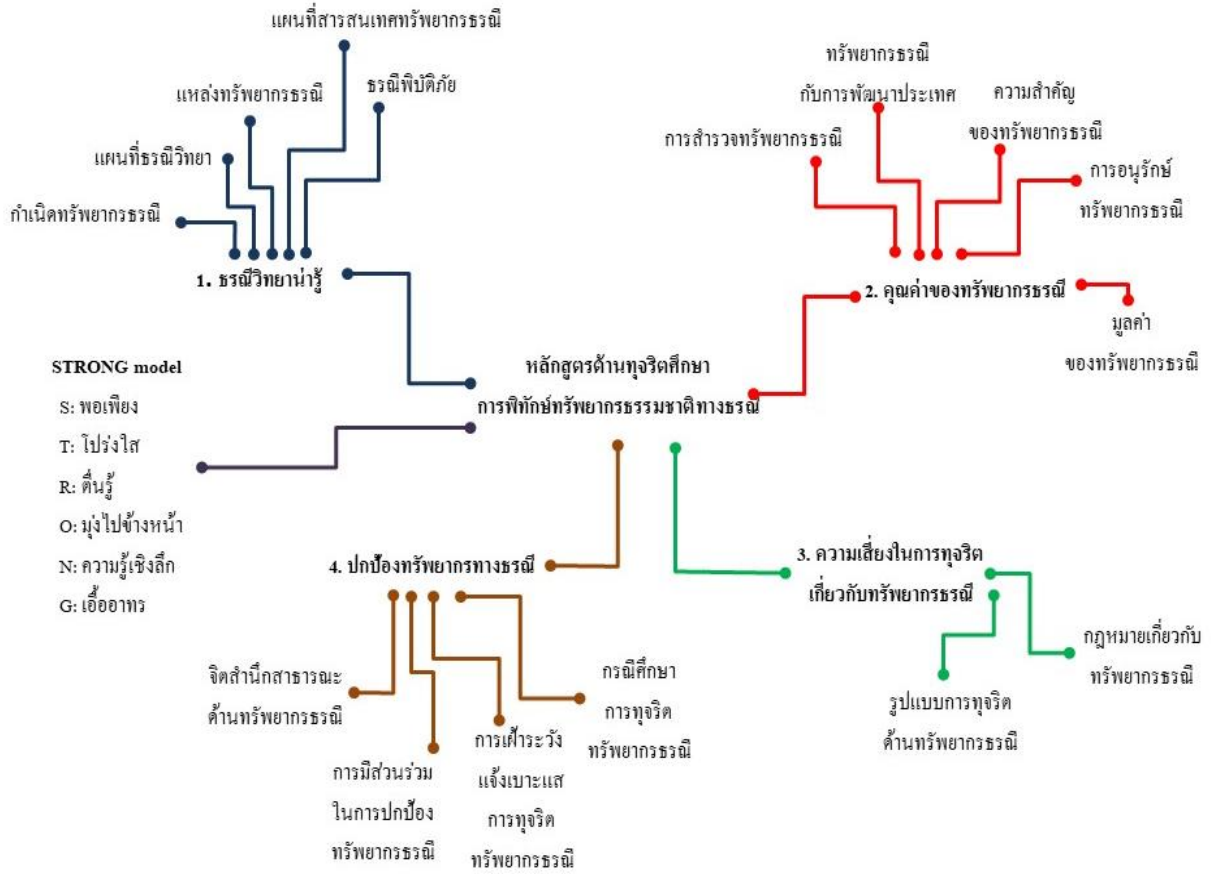 แผนที่สารสนเทศทรัพยากรธรณี
แหล่งทรัพยากรธรณี
ธรณีพิบัติภัย
แผนที่ธรณีวิทยา
กำเนิดทรัพยากรธรณี
1. ธรณีวิทยาน่ารู้
ทรัพยากรธรณี
กับการพัฒนาประเทศ
ความสำคัญ
ของทรัพยากรธรณี
การสำรวจทรัพยากรธรณี
การอนุรักษ์
ทรัพยากรธรณี
2. คุณค่าของทรัพยากรธรณี
มูลค่า
ของทรัพยากรธรณี
หลักสูตรต้านทุจริตศึกษา
การพิทักษ์ทรัพยากรธรรมชาติทางธรณี
STRONG model
S: พอเพียง
T: โปร่งใส
R: ตื่นรู้
O: มุ่งไปข้างหน้า
N: ความรู้เชิงลึก
G: เอื้ออาทร
3. ความเสี่ยงในการทุจริต
เกี่ยวกับทรัพยากรธรณี
กฎหมายเกี่ยวกับ
ทรัพยากรธรณี
รูปแบบการทุจริต
ด้านทรัพยากรธรณี
4. ปกป้องทรัพยากรทางธรณี
จิตสำนึกสาธารณะ
ด้านทรัพยากรธรณี
การมีส่วนร่วม
ในการปกป้อง
ทรัพยากรธรณี
การเฝ้าระวัง
แจ้งเบาะแส
การทุจริต
ทรัพยากรธรณี
กรณีศึกษา
การทุจริต
ทรัพยากรธรณี